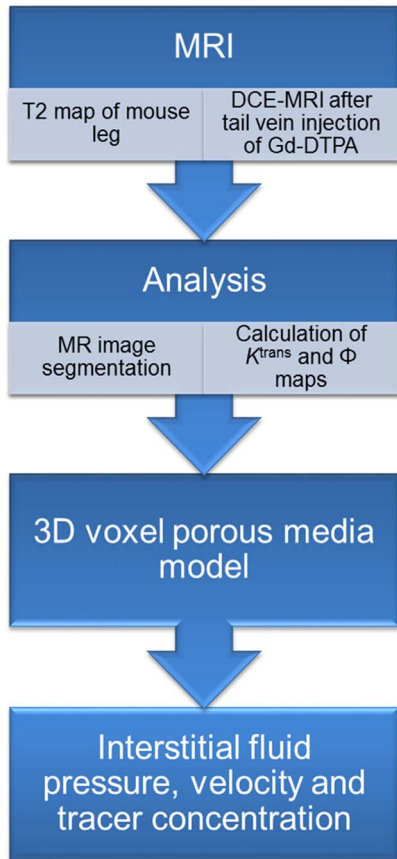 MRI
T2 map of mouse
leg
DCE-MRI after
tail vein injection
of Gd-DTPA
Analysis
MR image
segmentation
Calculation of
Kᵗʳᵃⁿˢ and Φ
maps
3D voxel porous media
model
Interstitial fluid
pressure, velocity and
tracer concentration